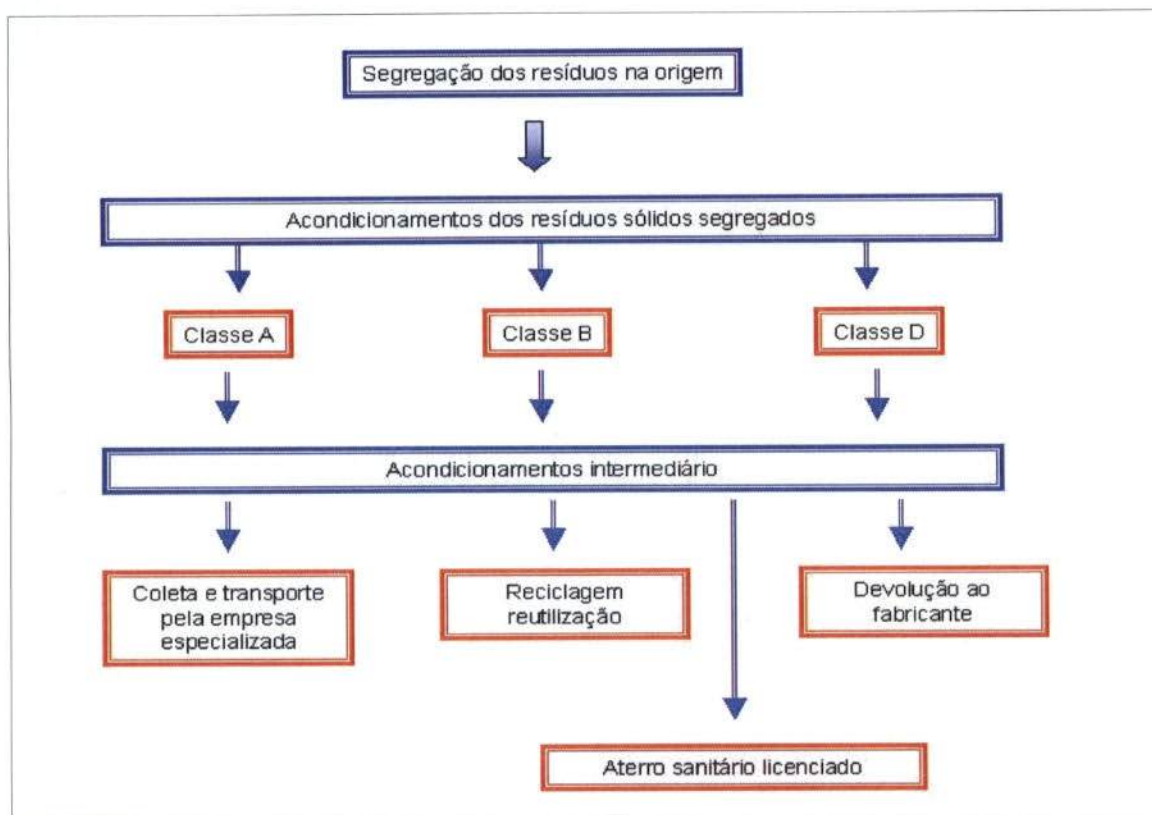 Segregação dos resíduos na origem
Acondicionamentos dos resíduos sólidos segregados
Classe A
Classe B
Classe D
Acondicionamentos intermediário
Coleta e transporte
pela empresa
especializada
Reciclagem
reutilização
Devolução ao
fabricante
Aterro sanitário licenciado